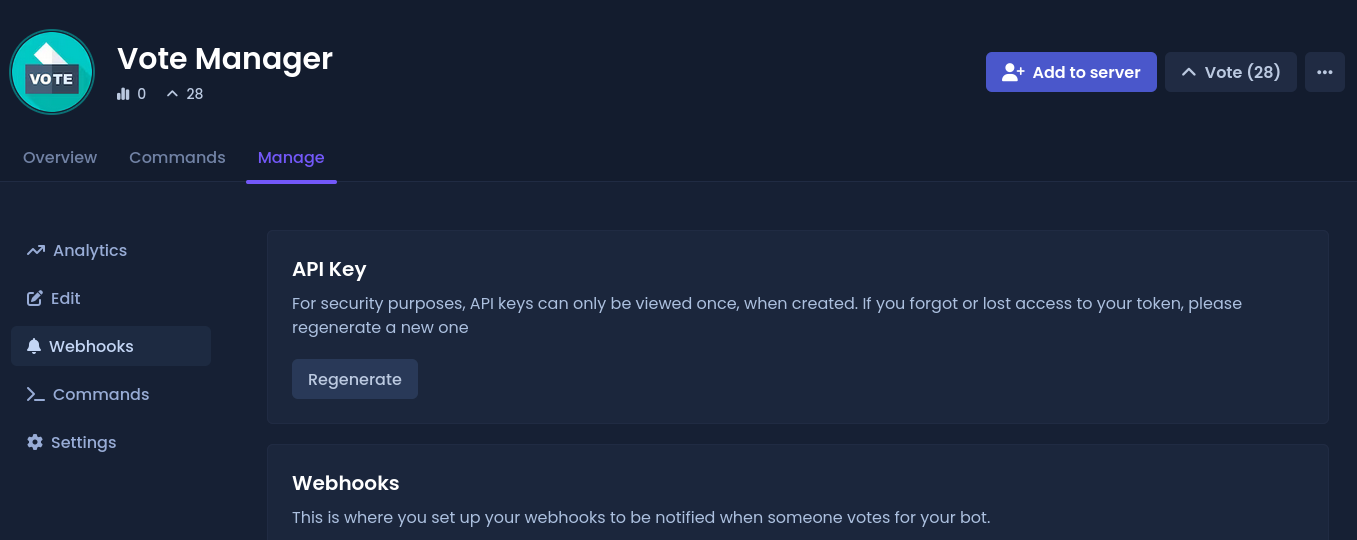 VOTE
Vote Manager
0 28
Add to server
Vote (28)
Overview Commands Manage
Analytics
Edit
Webhooks
Commands
Settings
API Key
For security purposes, API keys can only be viewed once, when created. If you forgot or lost access to your token, please
regenerate a new one
Regenerate
Webhooks
This is where you set up your webhooks to be notified when someone votes for your bot.